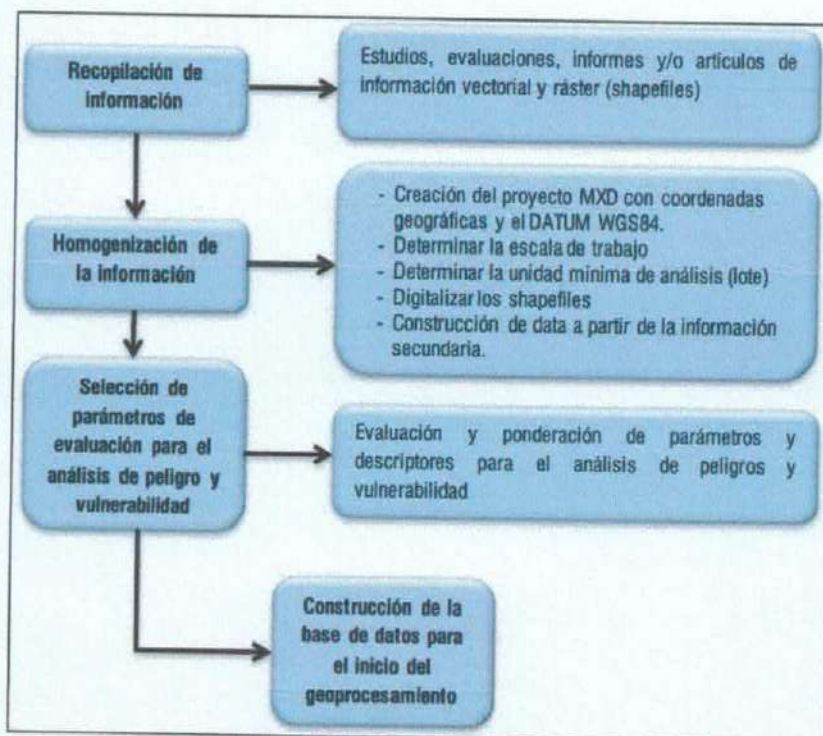 Recopilación de
información
Estudios, evaluaciones, informes y/o artículos de
información vectorial y ráster (shapefiles)
Homogenización de
la información
- Creación del proyecto MXD con coordenadas
geográficas y el DATUM WGS84.
- Determinar la escala de trabajo
- Determinar la unidad mínima de análisis (lote)
- Digitalizar los shapefiles
- Construcción de data a partir de la información
secundaria.
Selección de
parámetros de
evaluación para el
análisis de peligro y
vulnerabilidad
Evaluación y ponderación de parámetros y
descriptores para el análisis de peligros y
vulnerabilidad
Construcción de la
base de datos para
el inicio del
geoprocesamiento